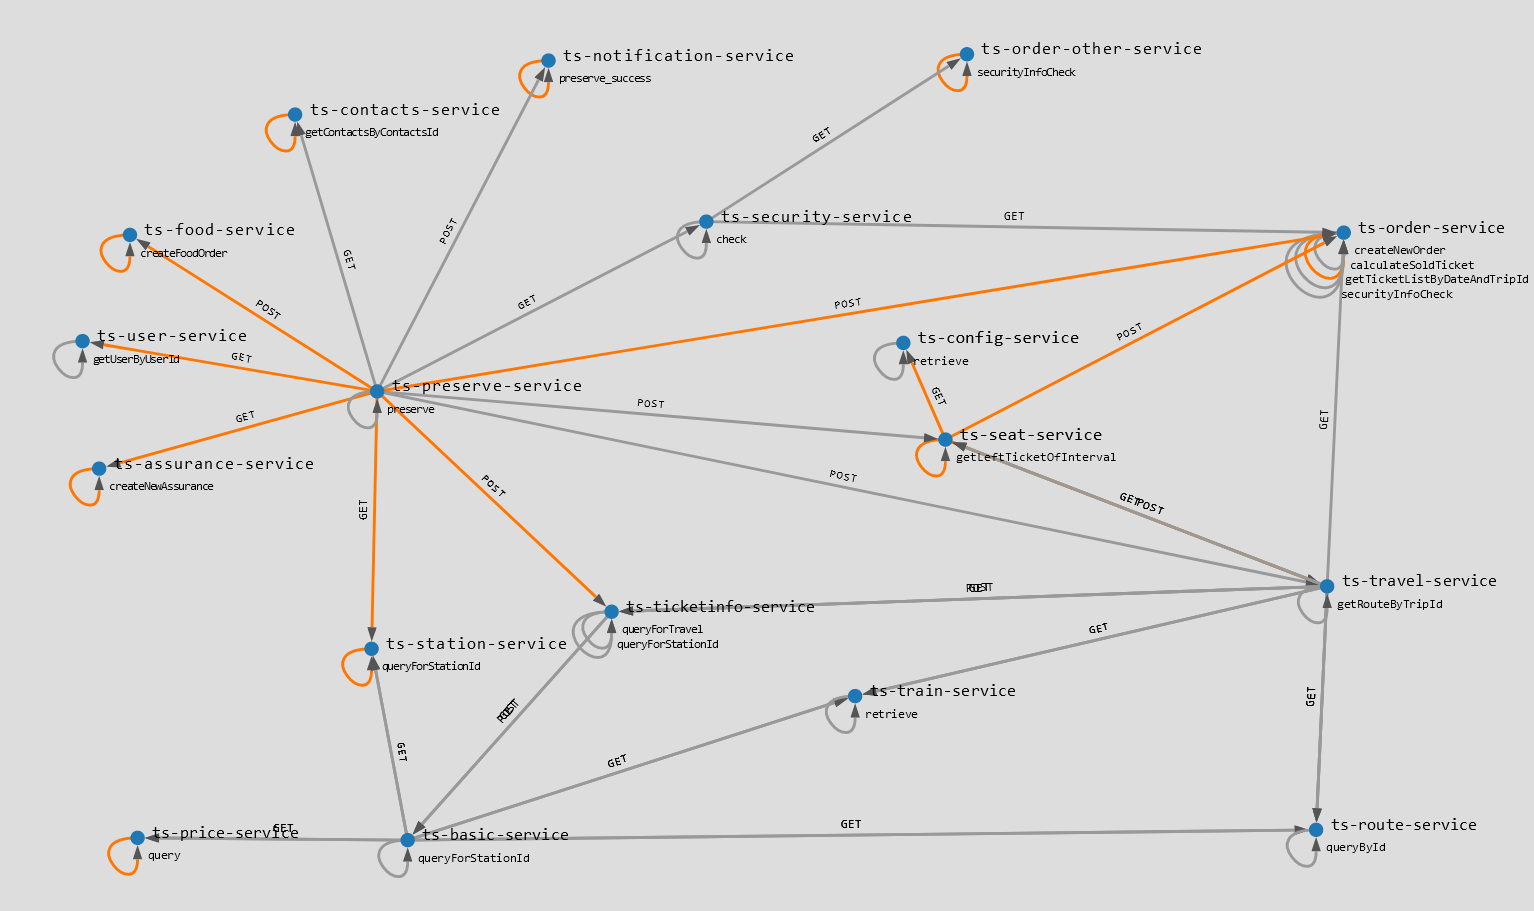 ts-order-other-service
securityInfoCheck
ts-notification-service
preserve_success
ts-contacts-service
getContactsByContactsId
GET
ts-security-service
check
GET
ts-order-service
createNewOrder
calculateSoldTicket
getTicketListByDateAndTripId
securityInfoCheck
ts-food-service
createFoodOrder
POST
GET
GET
POST
POST
POST
ts-user-service
getUserByUserId
GET
ts-config-service
retrieve
GET
ts-preserve-service
preserve
POST
GET
GET
ts-seat-service
getLeftTicketOfInterval
ts-assurance-service
createNewAssurance
POST
POST
GET
GET
POST
ts-travel-service
getRouteByTripId
GET
ts-ticketinfo-service
queryForTravel
queryForStationId
GET
ts-station-service
queryForStationId
ts-train-service
retrieve
GET
POST
GET
GET
ts-price-service
query
GET
ts-basic-service
queryForStationId
GET
ts-route-service
queryById